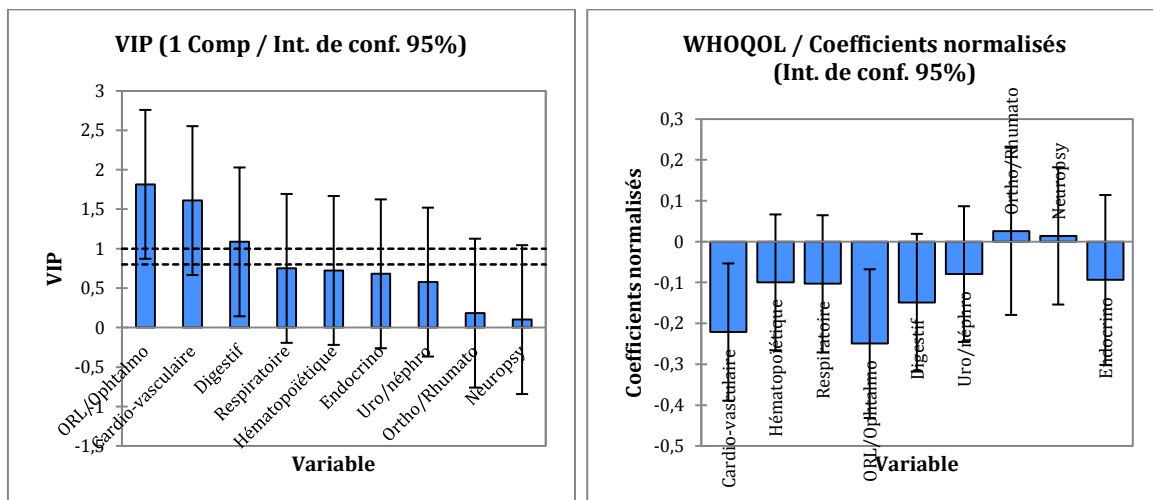 VIP (1 Comp / Int. de conf. 95%)
3
2,5
2
1,5
1
0,5
0
-0,5
-1
-1,5
VIP
ORL/Ophtalmo
Cardio-vasculaire
Digestif
Respiratoire
Hématopoïétique
Endocrino
Uro/néphro
Ortho/Rhumato
Neuropsy
Variable
WHOQOL / Coefficients normalisés
(Int. de conf. 95%)
0,3
0,2
0,1
0
-0,1
-0,2
-0,3
-0,4
-0,5
Coefficients normalisés
Cardio-vasculaire
Hématopoïétique
Respiratoire
ORL/Ophtalmo
Digestif
Uro/néphro
Ortho/Rhumato
Neuropsy
Endocrino
Variable